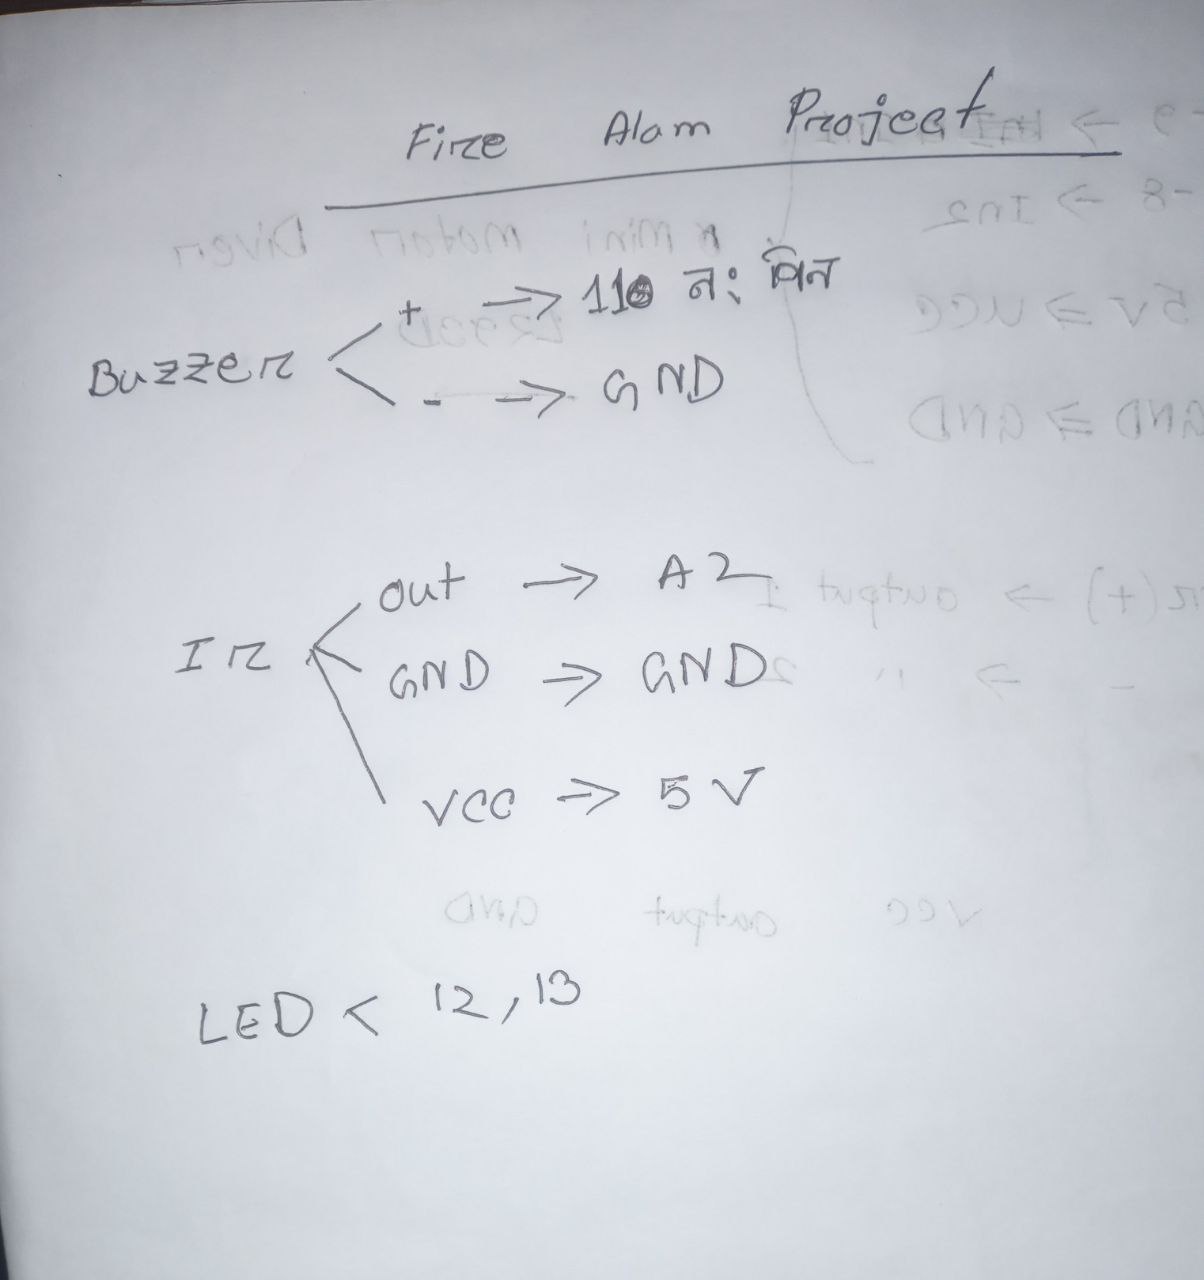 Fire Alam Project
Buzzer < + → 11 নং পিন
- → GND
IR out → A2
GND → GND
VCC → 5V
LED < 12, 13